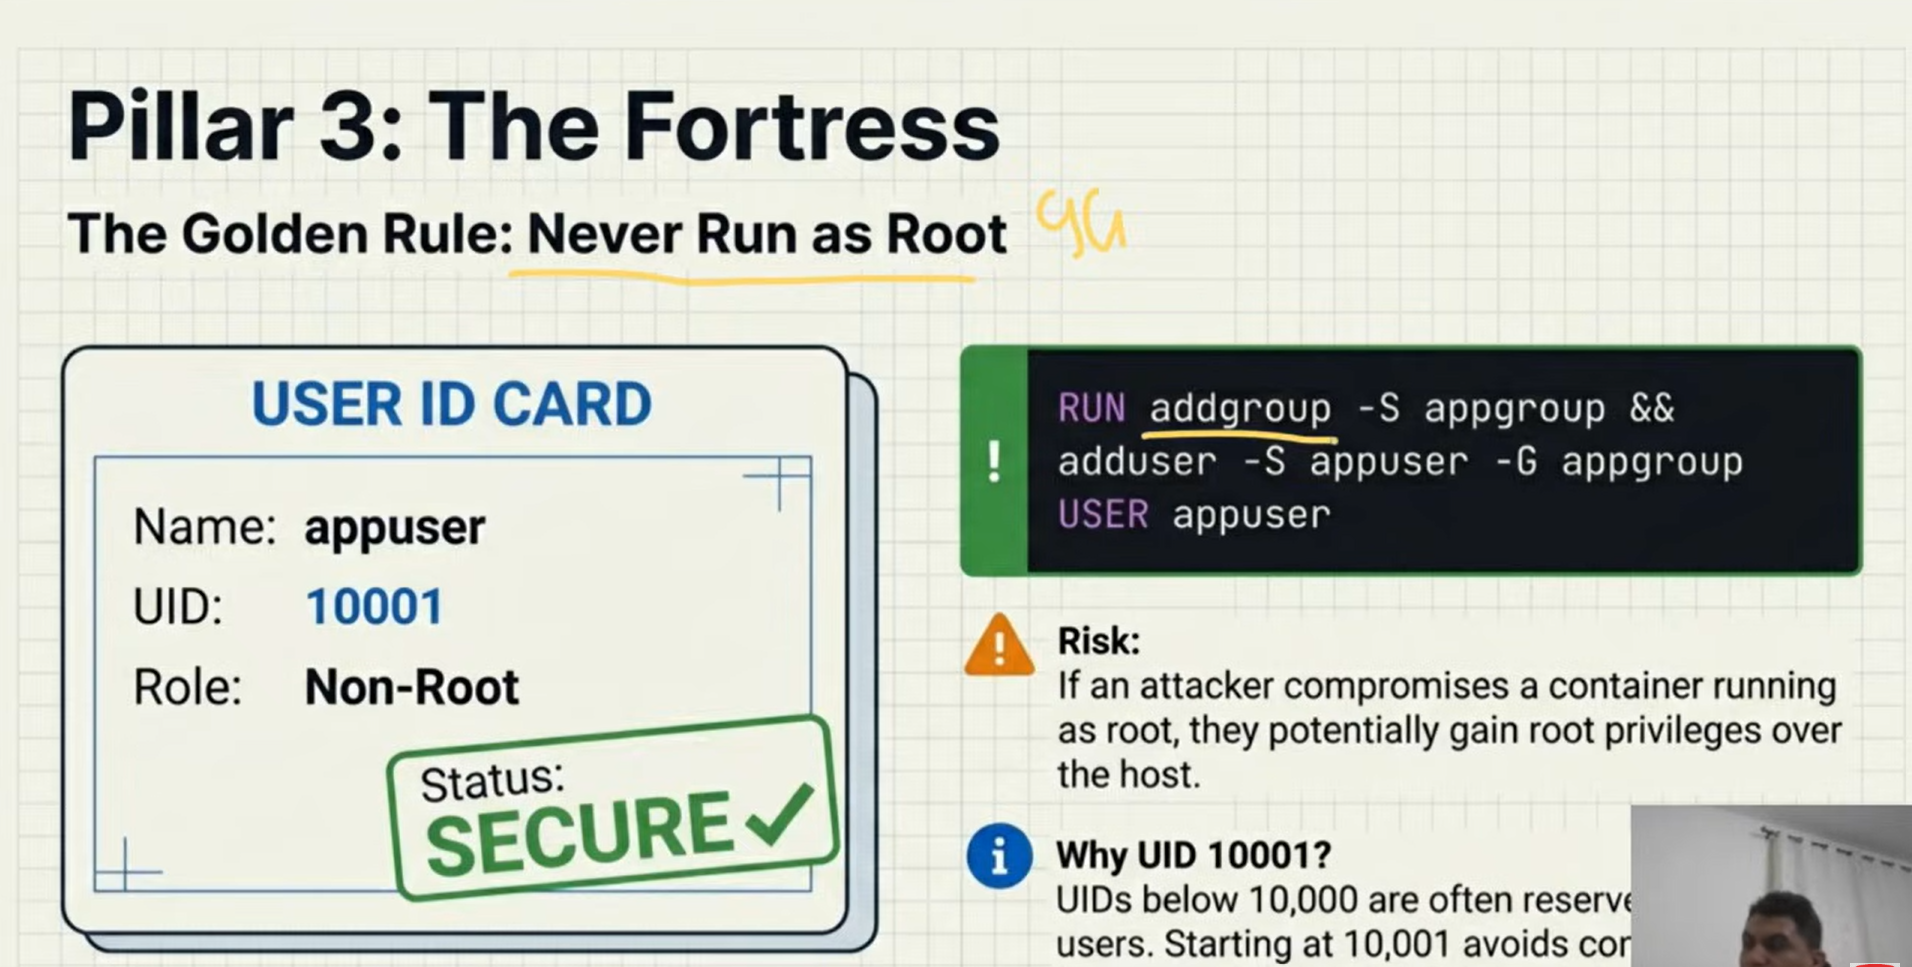 Pillar 3: The Fortress
The Golden Rule: Never Run as Root
USER ID CARD
Name: appuser
UID: 10001
Role: Non-Root
Status:
SECURE
!
RUN addgroup -S appgroup &&
adduser -S appuser -G appgroup
USER appuser
Risk:
If an attacker compromises a container running
as root, they potentially gain root privileges over
the host.
Why UID 10001?
UIDs below 10,000 are often
users. Starting at 10,001 avoids